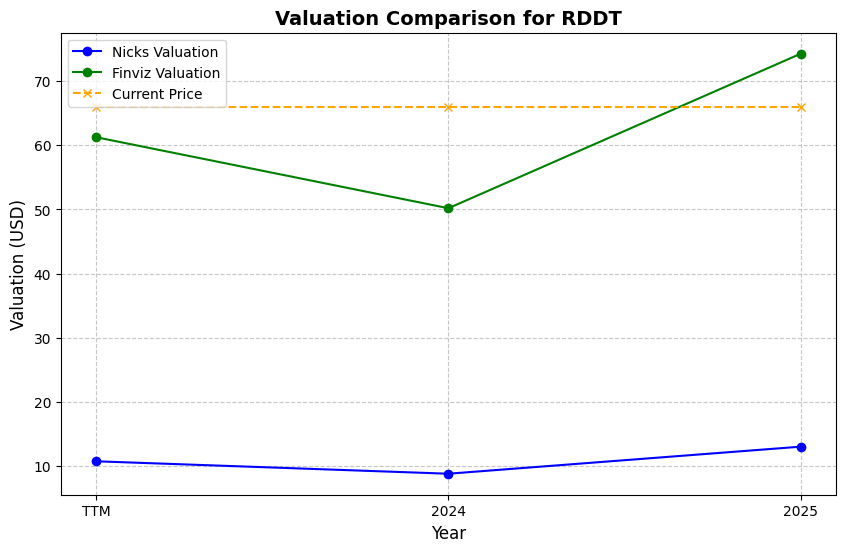 Valuation Comparison for RDDT
Nicks Valuation
Finviz Valuation
Current Price
Valuation (USD)
70
60
50
40
30
20
10
TTM
2024
2025
Year